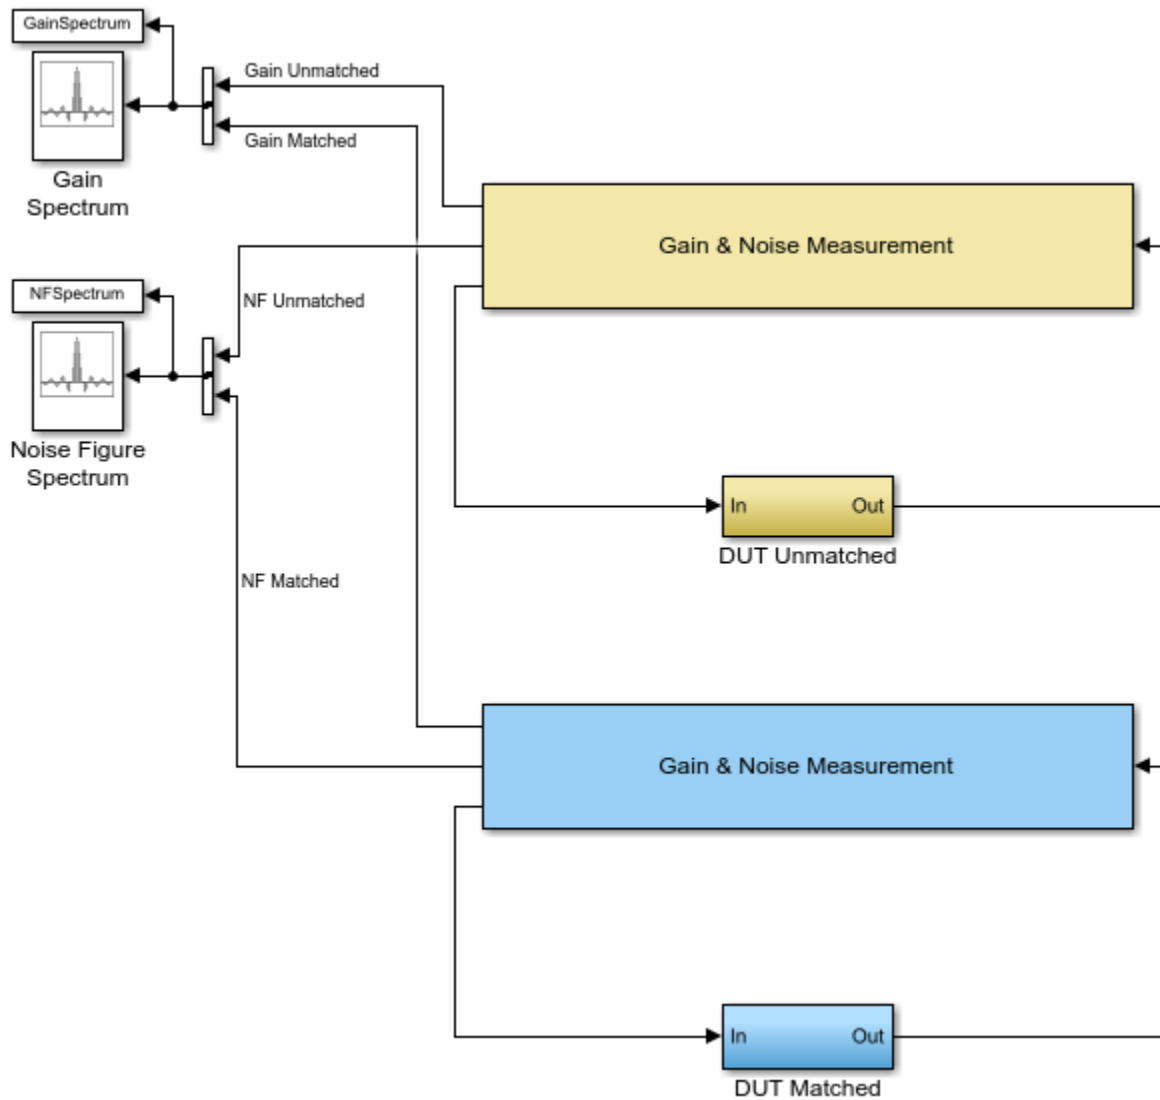 GainSpectrum
Gain Unmatched
Gain Matched
Gain
Spectrum
Gain & Noise Measurement
NFSpectrum
NF Unmatched
Noise Figure
Spectrum
In Out
DUT Unmatched
NF Matched
Gain & Noise Measurement
In Out
DUT Matched